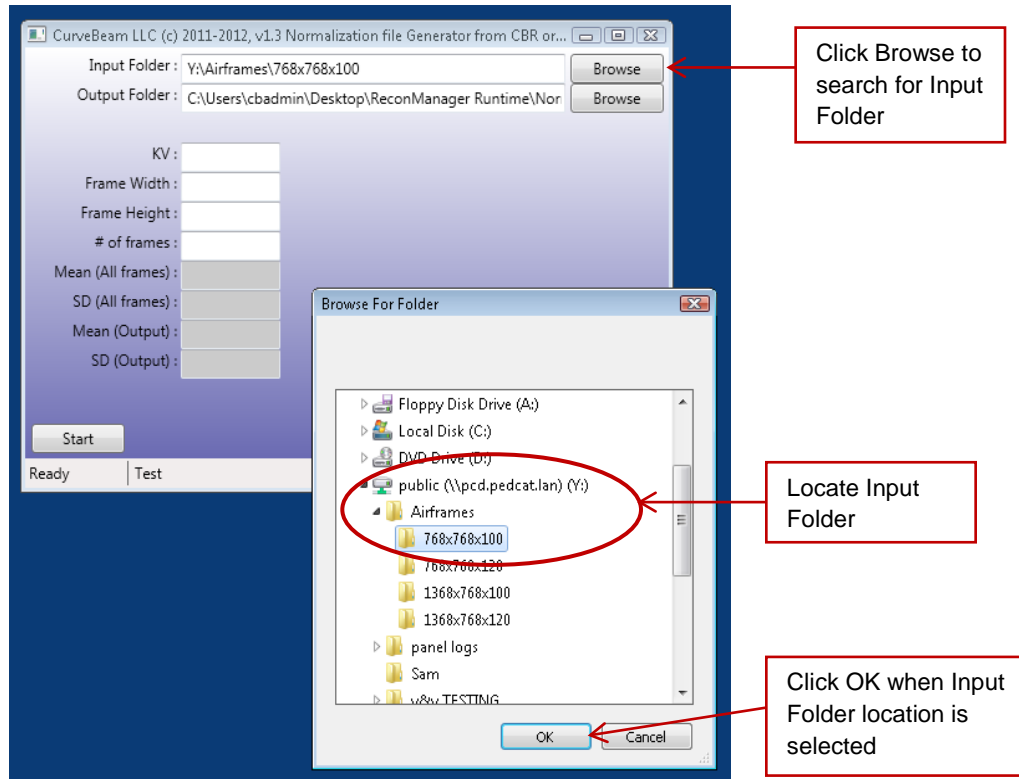 CurveBeam LLC (c) 2011-2012, v1.3 Normalization file Generator from CBR or...
Input Folder : Y:\Airframes\768x768x100 Browse
Output Folder : C:\Users\cbadmin\Desktop\ReconManager Runtime\Nor Browse
KV :
Frame Width :
Frame Height :
# of frames :
Mean (All frames) :
SD (All frames) :
Mean (Output) :
SD (Output) :
Start
Ready Test
Click Browse to
search for Input
Folder
Browse For Folder
Floppy Disk Drive (A:)
Local Disk (C:)
DVD Drive (D:)
public (\\pcd.pedcat.lan) (Y:)
Airframes
768x768x100
768x768x120
1368x768x100
1368x768x120
panel logs
Sam
v&v TESTING
OK Cancel
Locate Input
Folder
Click OK when Input
Folder location is
selected